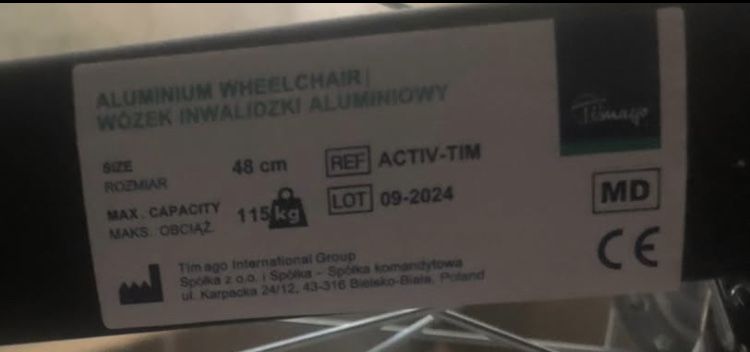 ALUMINIUM WHEELCHAIR|
WÓZEK INWALIDZKI ALUMINIOWY
Timago
SIZE
ROZMIAR
48 cm
REF ACTIV-TIM
MAX. CAPACITY
MAKS. OBCIĄŻ.
115 kg
LOT 09-2024
MD
CE
Timago International Group
Spółka z o.o. i Spółka – Spółka komandytowa
ul. Karpacka 24/12, 43-316 Bielsko-Biała, Poland